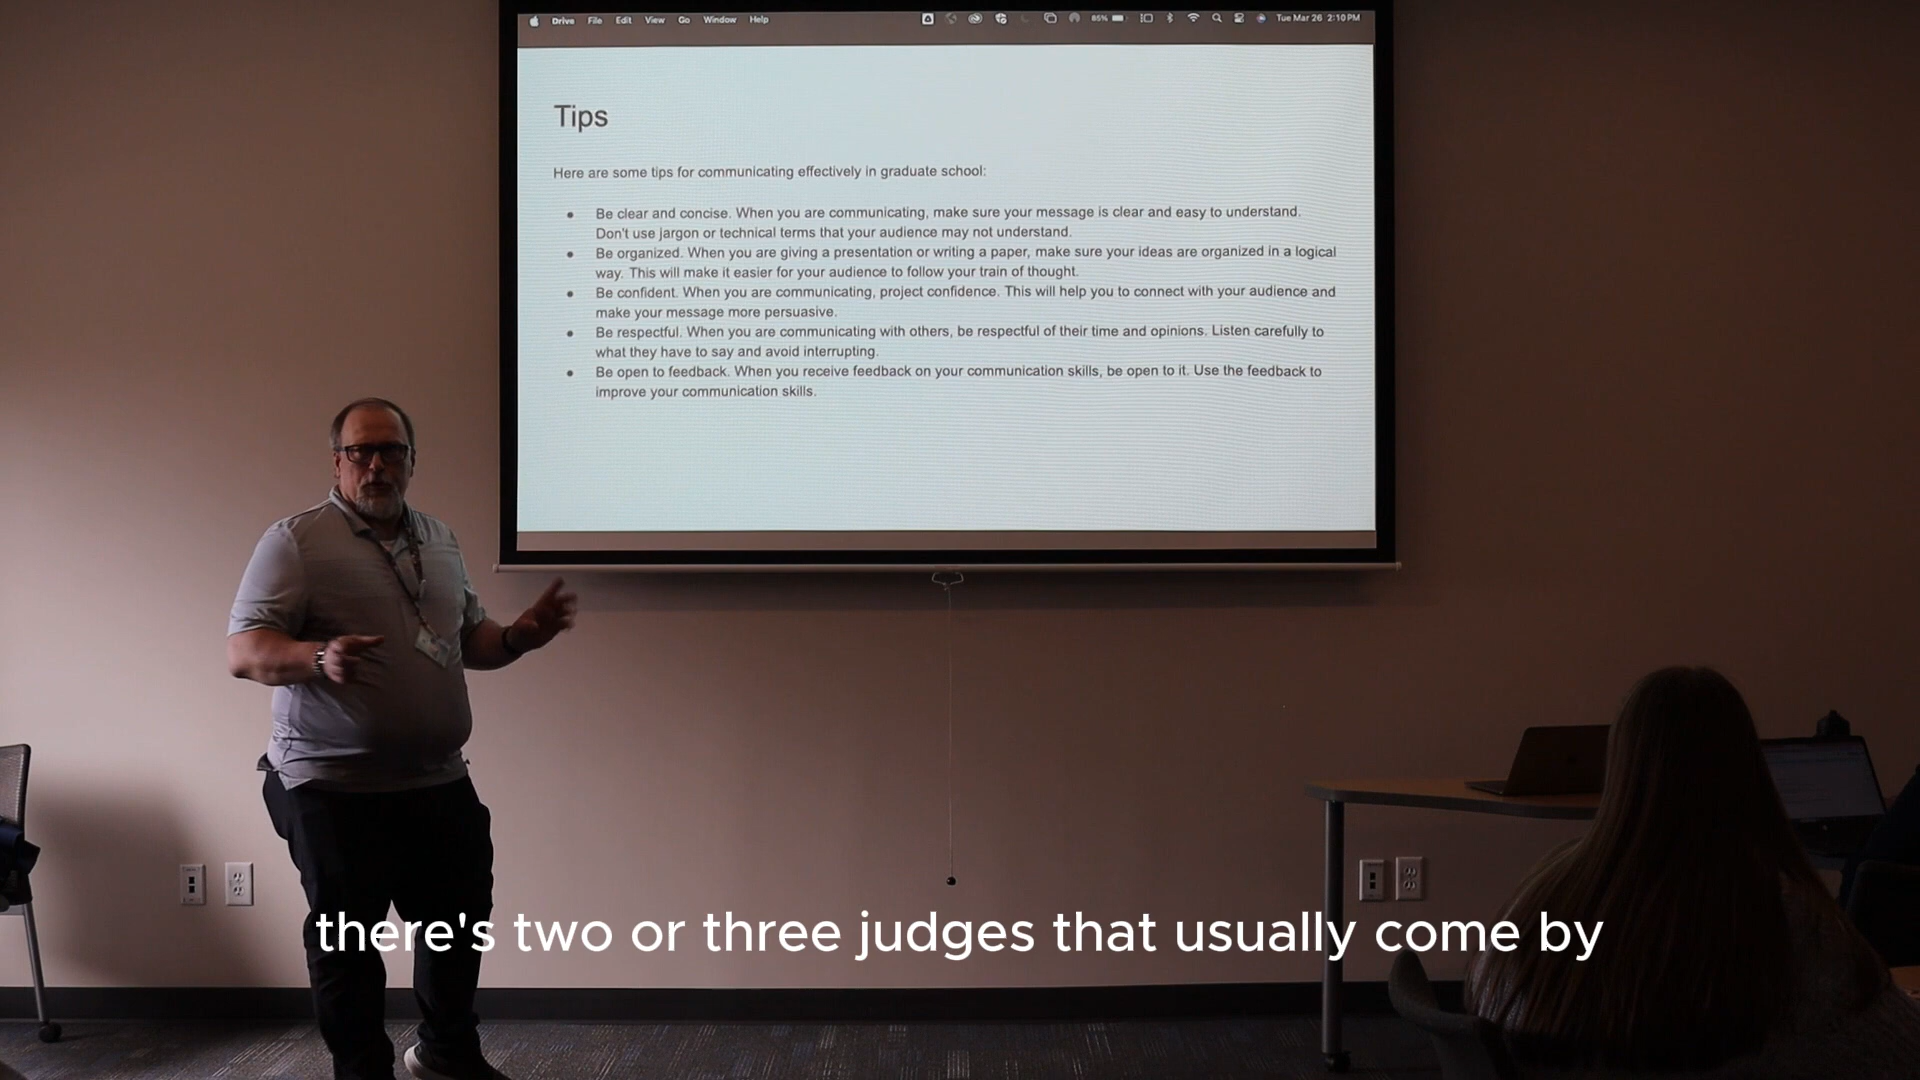 Drive File Edit View Go Window Help 85% Tue Mar 26 2:10 PM
Tips
Here are some tips for communicating effectively in graduate school:
● Be clear and concise. When you are communicating, make sure your message is clear and easy to understand.
Don't use jargon or technical terms that your audience may not understand.
● Be organized. When you are giving a presentation or writing a paper, make sure your ideas are organized in a logical
way. This will make it easier for your audience to follow your train of thought.
● Be confident. When you are communicating, project confidence. This will help you to connect with your audience and
make your message more persuasive.
● Be respectful. When you are communicating with others, be respectful of their time and opinions. Listen carefully to
what they have to say and avoid interrupting.
● Be open to feedback. When you receive feedback on your communication skills, be open to it. Use the feedback to
improve your communication skills.
there's two or three judges that usually come by